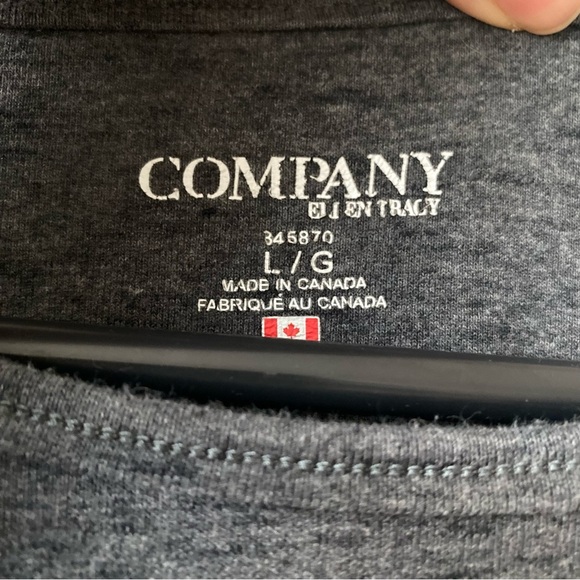 COMPANY
ELLEN TRACY
345870
L / G
MADE IN CANADA
FABRIQUÉ AU CANADA